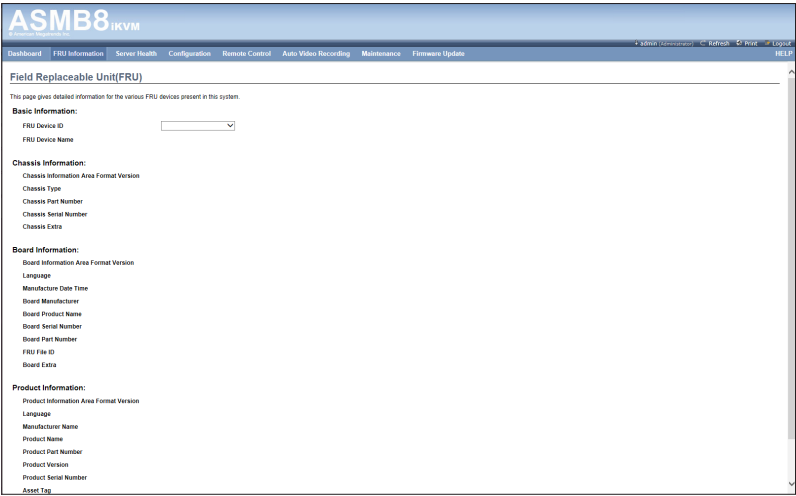 ASMB8 iKVM
American Megatrends Inc
admin (Administrator) Refresh Print Logout
Dashboard FRU Information Server Health Configuration Remote Control Auto Video Recording Maintenance Firmware Update HELP
Field Replaceable Unit(FRU)
This page gives detailed information for the various FRU devices present in this system.
Basic Information:
FRU Device ID
FRU Device Name
Chassis Information:
Chassis Information Area Format Version
Chassis Type
Chassis Part Number
Chassis Serial Number
Chassis Extra
Board Information:
Board Information Area Format Version
Language
Manufacture Date Time
Board Manufacturer
Board Product Name
Board Serial Number
Board Part Number
FRU File ID
Board Extra
Product Information:
Product Information Area Format Version
Language
Manufacturer Name
Product Name
Product Part Number
Product Version
Product Serial Number
Asset Tag